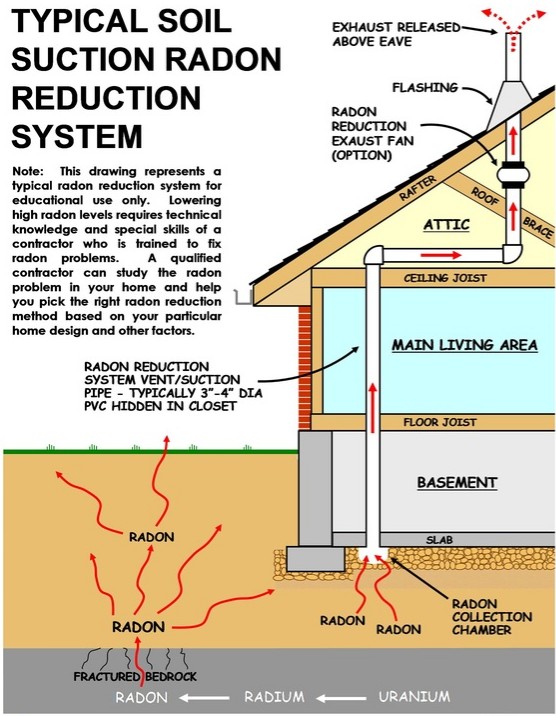 TYPICAL SOIL
SUCTION RADON
REDUCTION
SYSTEM
Note: This drawing represents a
typical radon reduction system for
educational use only. Lowering
high radon levels requires technical
knowledge and special skills of a
contractor who is trained to fix
radon problems. A qualified
contractor can study the radon
problem in your home and help
you pick the right radon reduction
method based on your particular
home design and other factors.
EXHAUST RELEASED
ABOVE EAVE
FLASHING
RADON
REDUCTION
EXAUST FAN
(OPTION)
RAFTER
ROOF
BRACE
ATTIC
CEILING JOIST
MAIN LIVING AREA
RADON REDUCTION
SYSTEM VENT/SUCTION
PIPE - TYPICALLY 3"-4" DIA
PVC HIDDEN IN CLOSET
FLOOR JOIST
BASEMENT
SLAB
RADON
RADON
RADON
RADON
RADON
COLLECTION
CHAMBER
FRACTURED BEDROCK
RADON
RADIUM
URANIUM